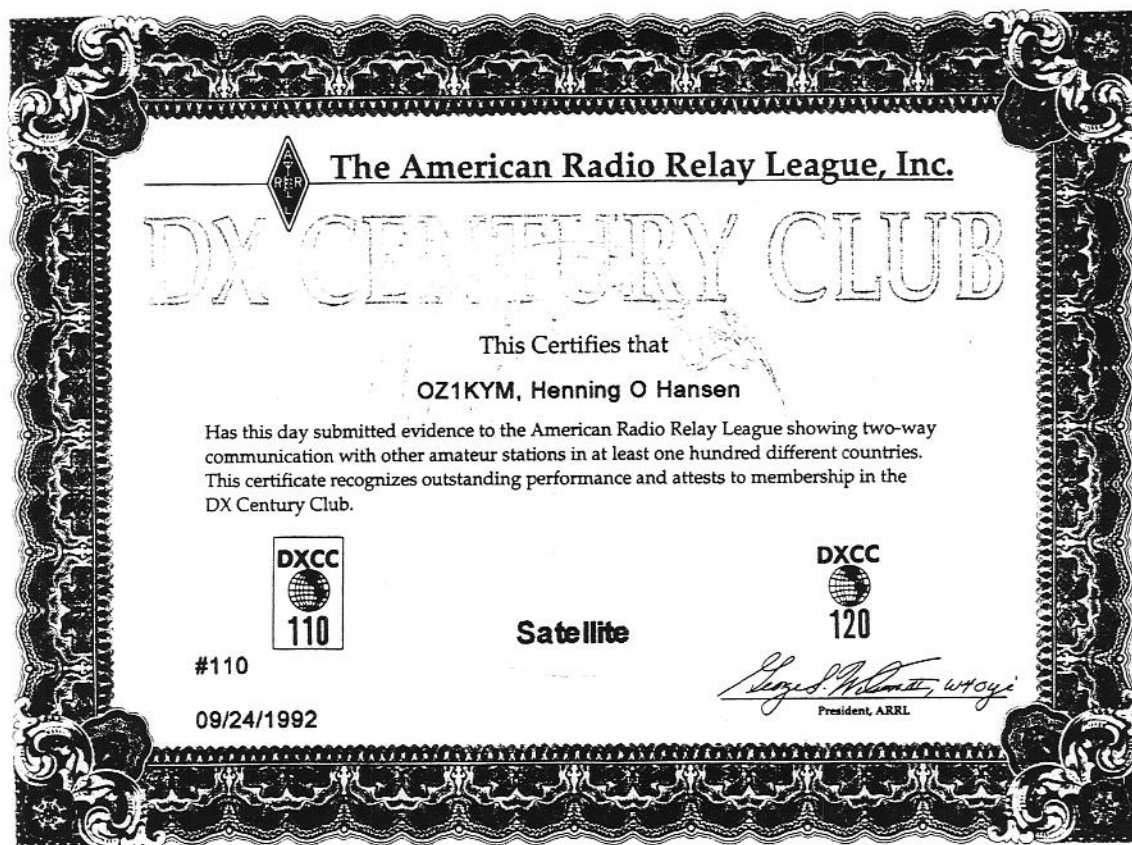 The American Radio Relay League, Inc.
ARRL
DX CENTURY CLUB
This Certifies that
OZ1KYM, Henning O Hansen
Has this day submitted evidence to the American Radio Relay League showing two-way
communication with other amateur stations in at least one hundred different countries.
This certificate recognizes outstanding performance and attests to membership in the
DX Century Club.
DXCC
110
DXCC
120
Satellite
#110
George S. W4OYI
President, ARRL
09/24/1992